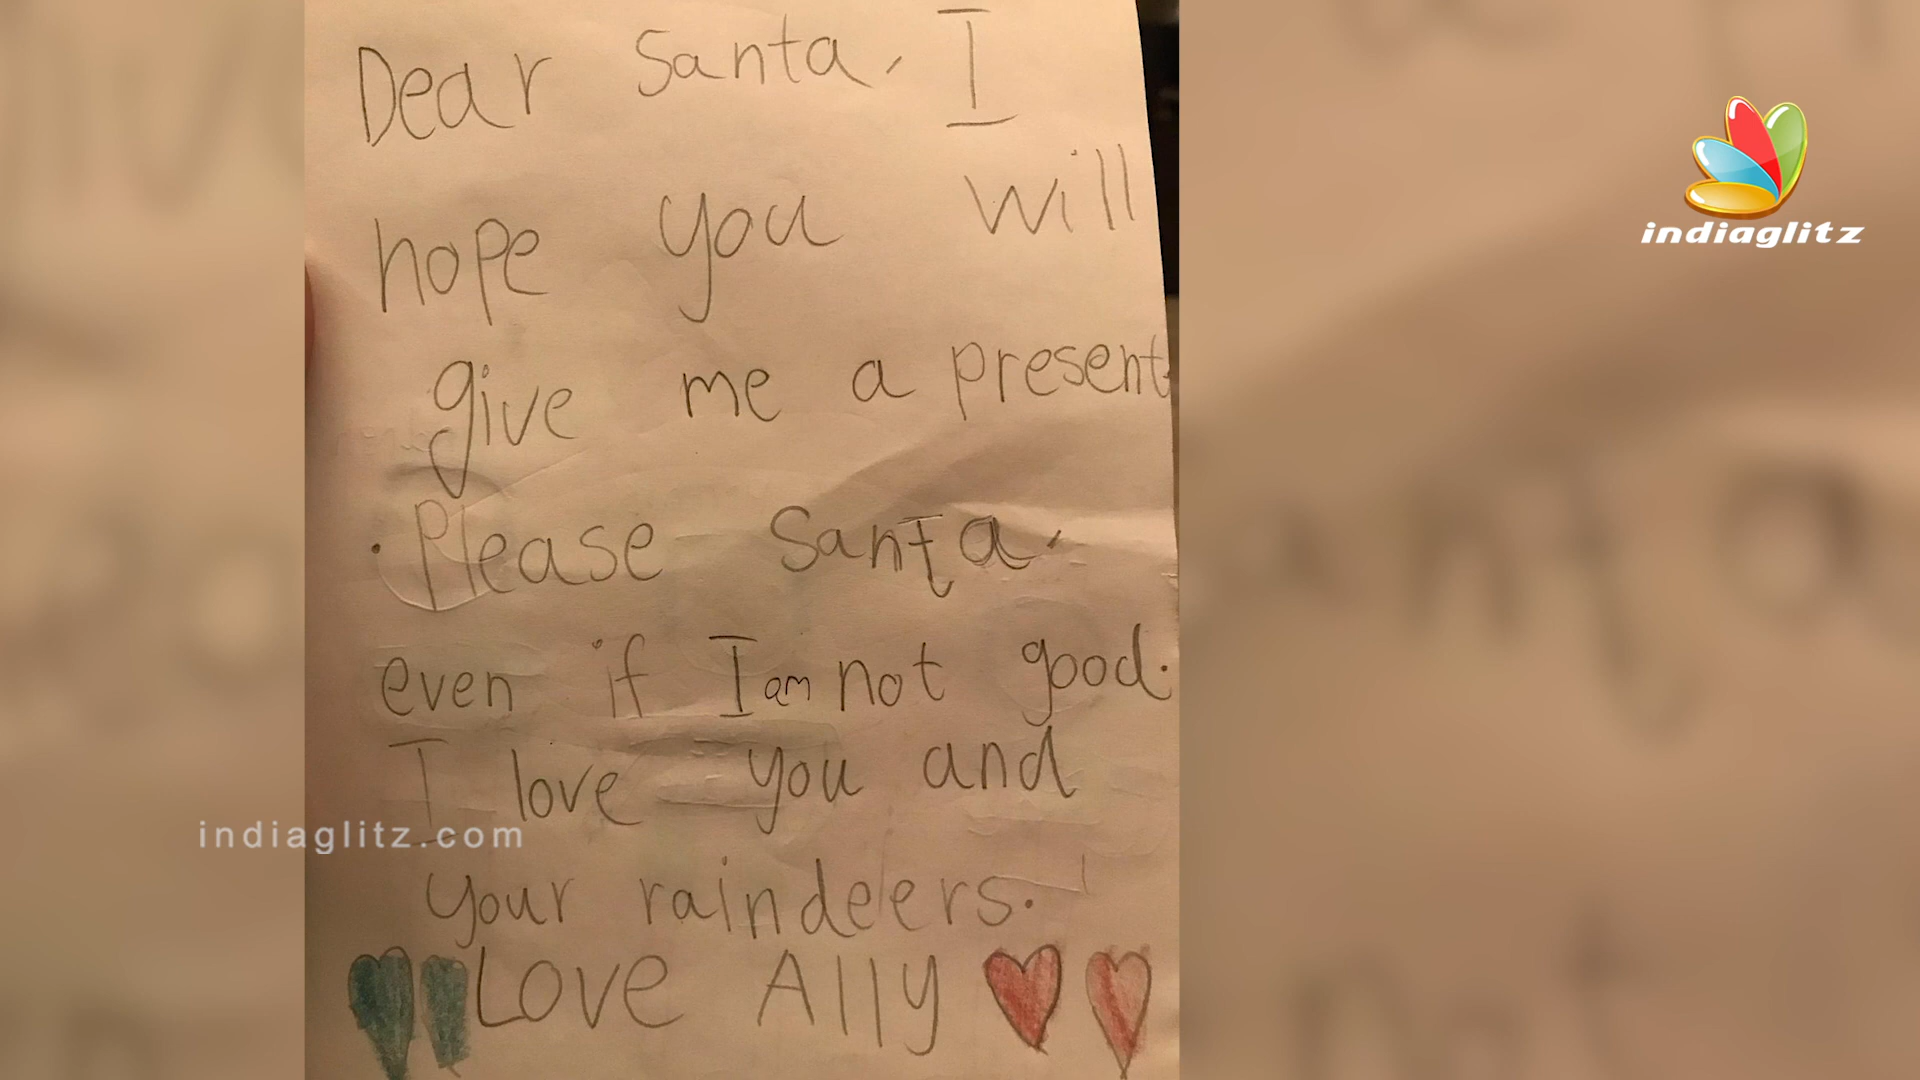 Dear Santa, I
hope you will
give me a present
. Please Santa,
even if I am not good.
I love you and
your raindeers.
Love Ally
indiaglitz
indiaglitz.com